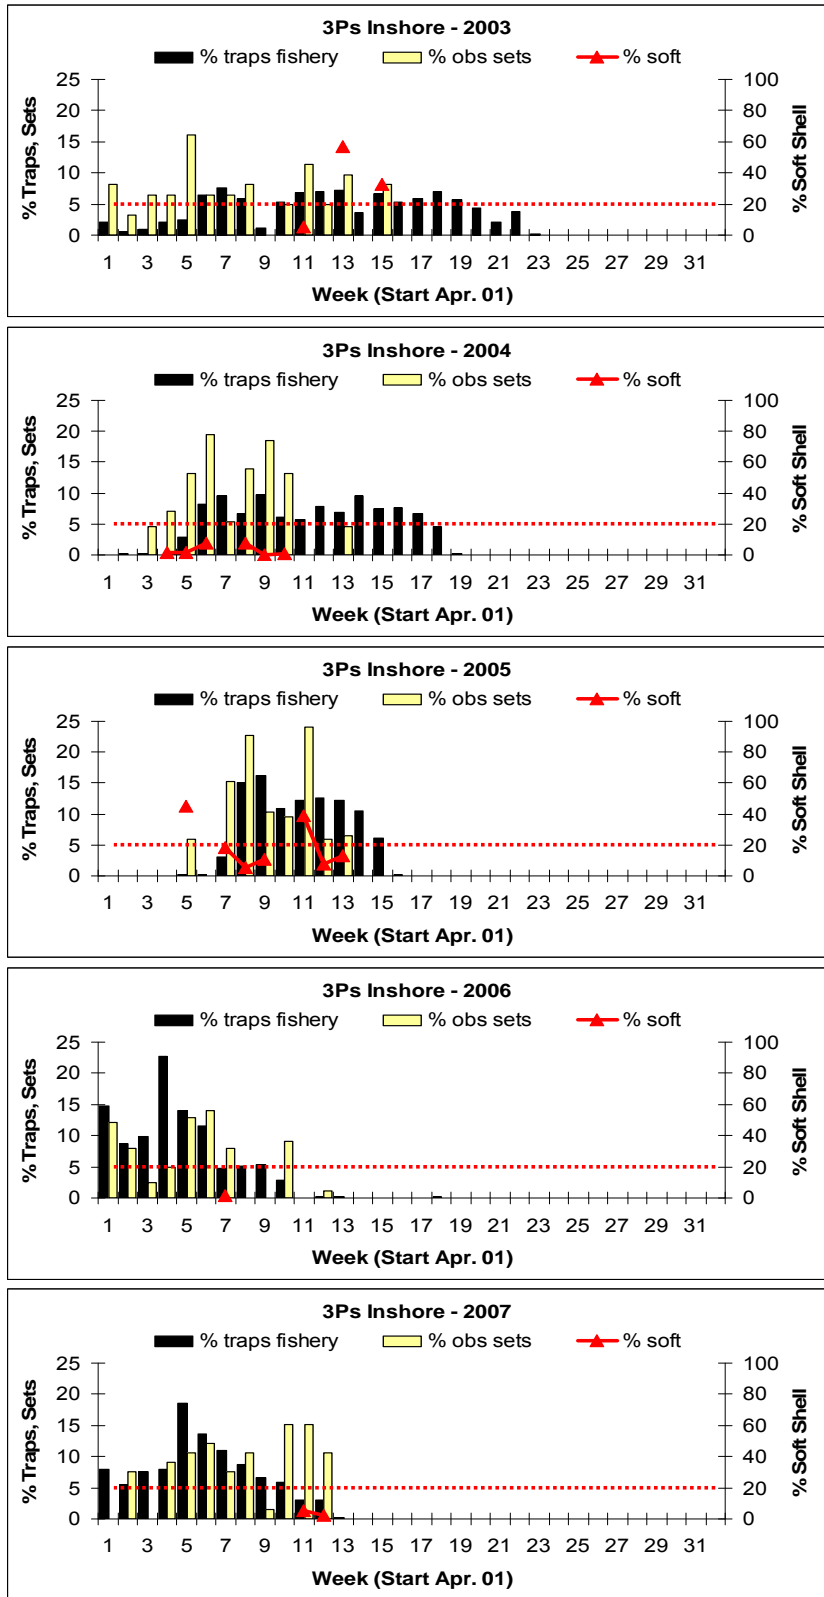 3Ps Inshore - 2003
% traps fishery % obs sets % soft
25 100
20 80
15 60
10 40
5 20
0 0
% Traps, Sets
% Soft Shell
1 3 5 7 9 11 13 15 17 19 21 23 25 27 29 31
Week (Start Apr. 01)
3Ps Inshore - 2004
% traps fishery % obs sets % soft
25 100
20 80
15 60
10 40
5 20
0 0
% Traps, Sets
% Soft Shell
1 3 5 7 9 11 13 15 17 19 21 23 25 27 29 31
Week (Start Apr. 01)
3Ps Inshore - 2005
% traps fishery % obs sets % soft
25 100
20 80
15 60
10 40
5 20
0 0
% Traps, Sets
% Soft Shell
1 3 5 7 9 11 13 15 17 19 21 23 25 27 29 31
Week (Start Apr. 01)
3Ps Inshore - 2006
% traps fishery % obs sets % soft
25 100
20 80
15 60
10 40
5 20
0 0
% Traps, Sets
% Soft Shell
1 3 5 7 9 11 13 15 17 19 21 23 25 27 29 31
Week (Start Apr. 01)
3Ps Inshore - 2007
% traps fishery % obs sets % soft
25 100
20 80
15 60
10 40
5 20
0 0
% Traps, Sets
% Soft Shell
1 3 5 7 9 11 13 15 17 19 21 23 25 27 29 31
Week (Start Apr. 01)